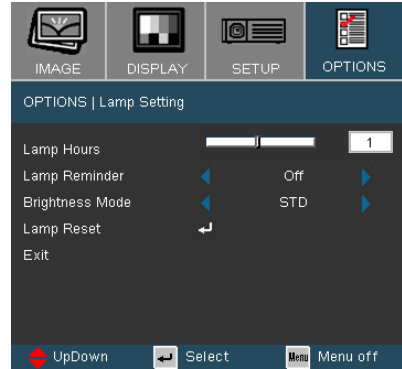 IMAGE DISPLAY SETUP OPTIONS
OPTIONS | Lamp Setting
Lamp Hours 1
Lamp Reminder Off
Brightness Mode STD
Lamp Reset
Exit
UpDown Select Menu Menu off